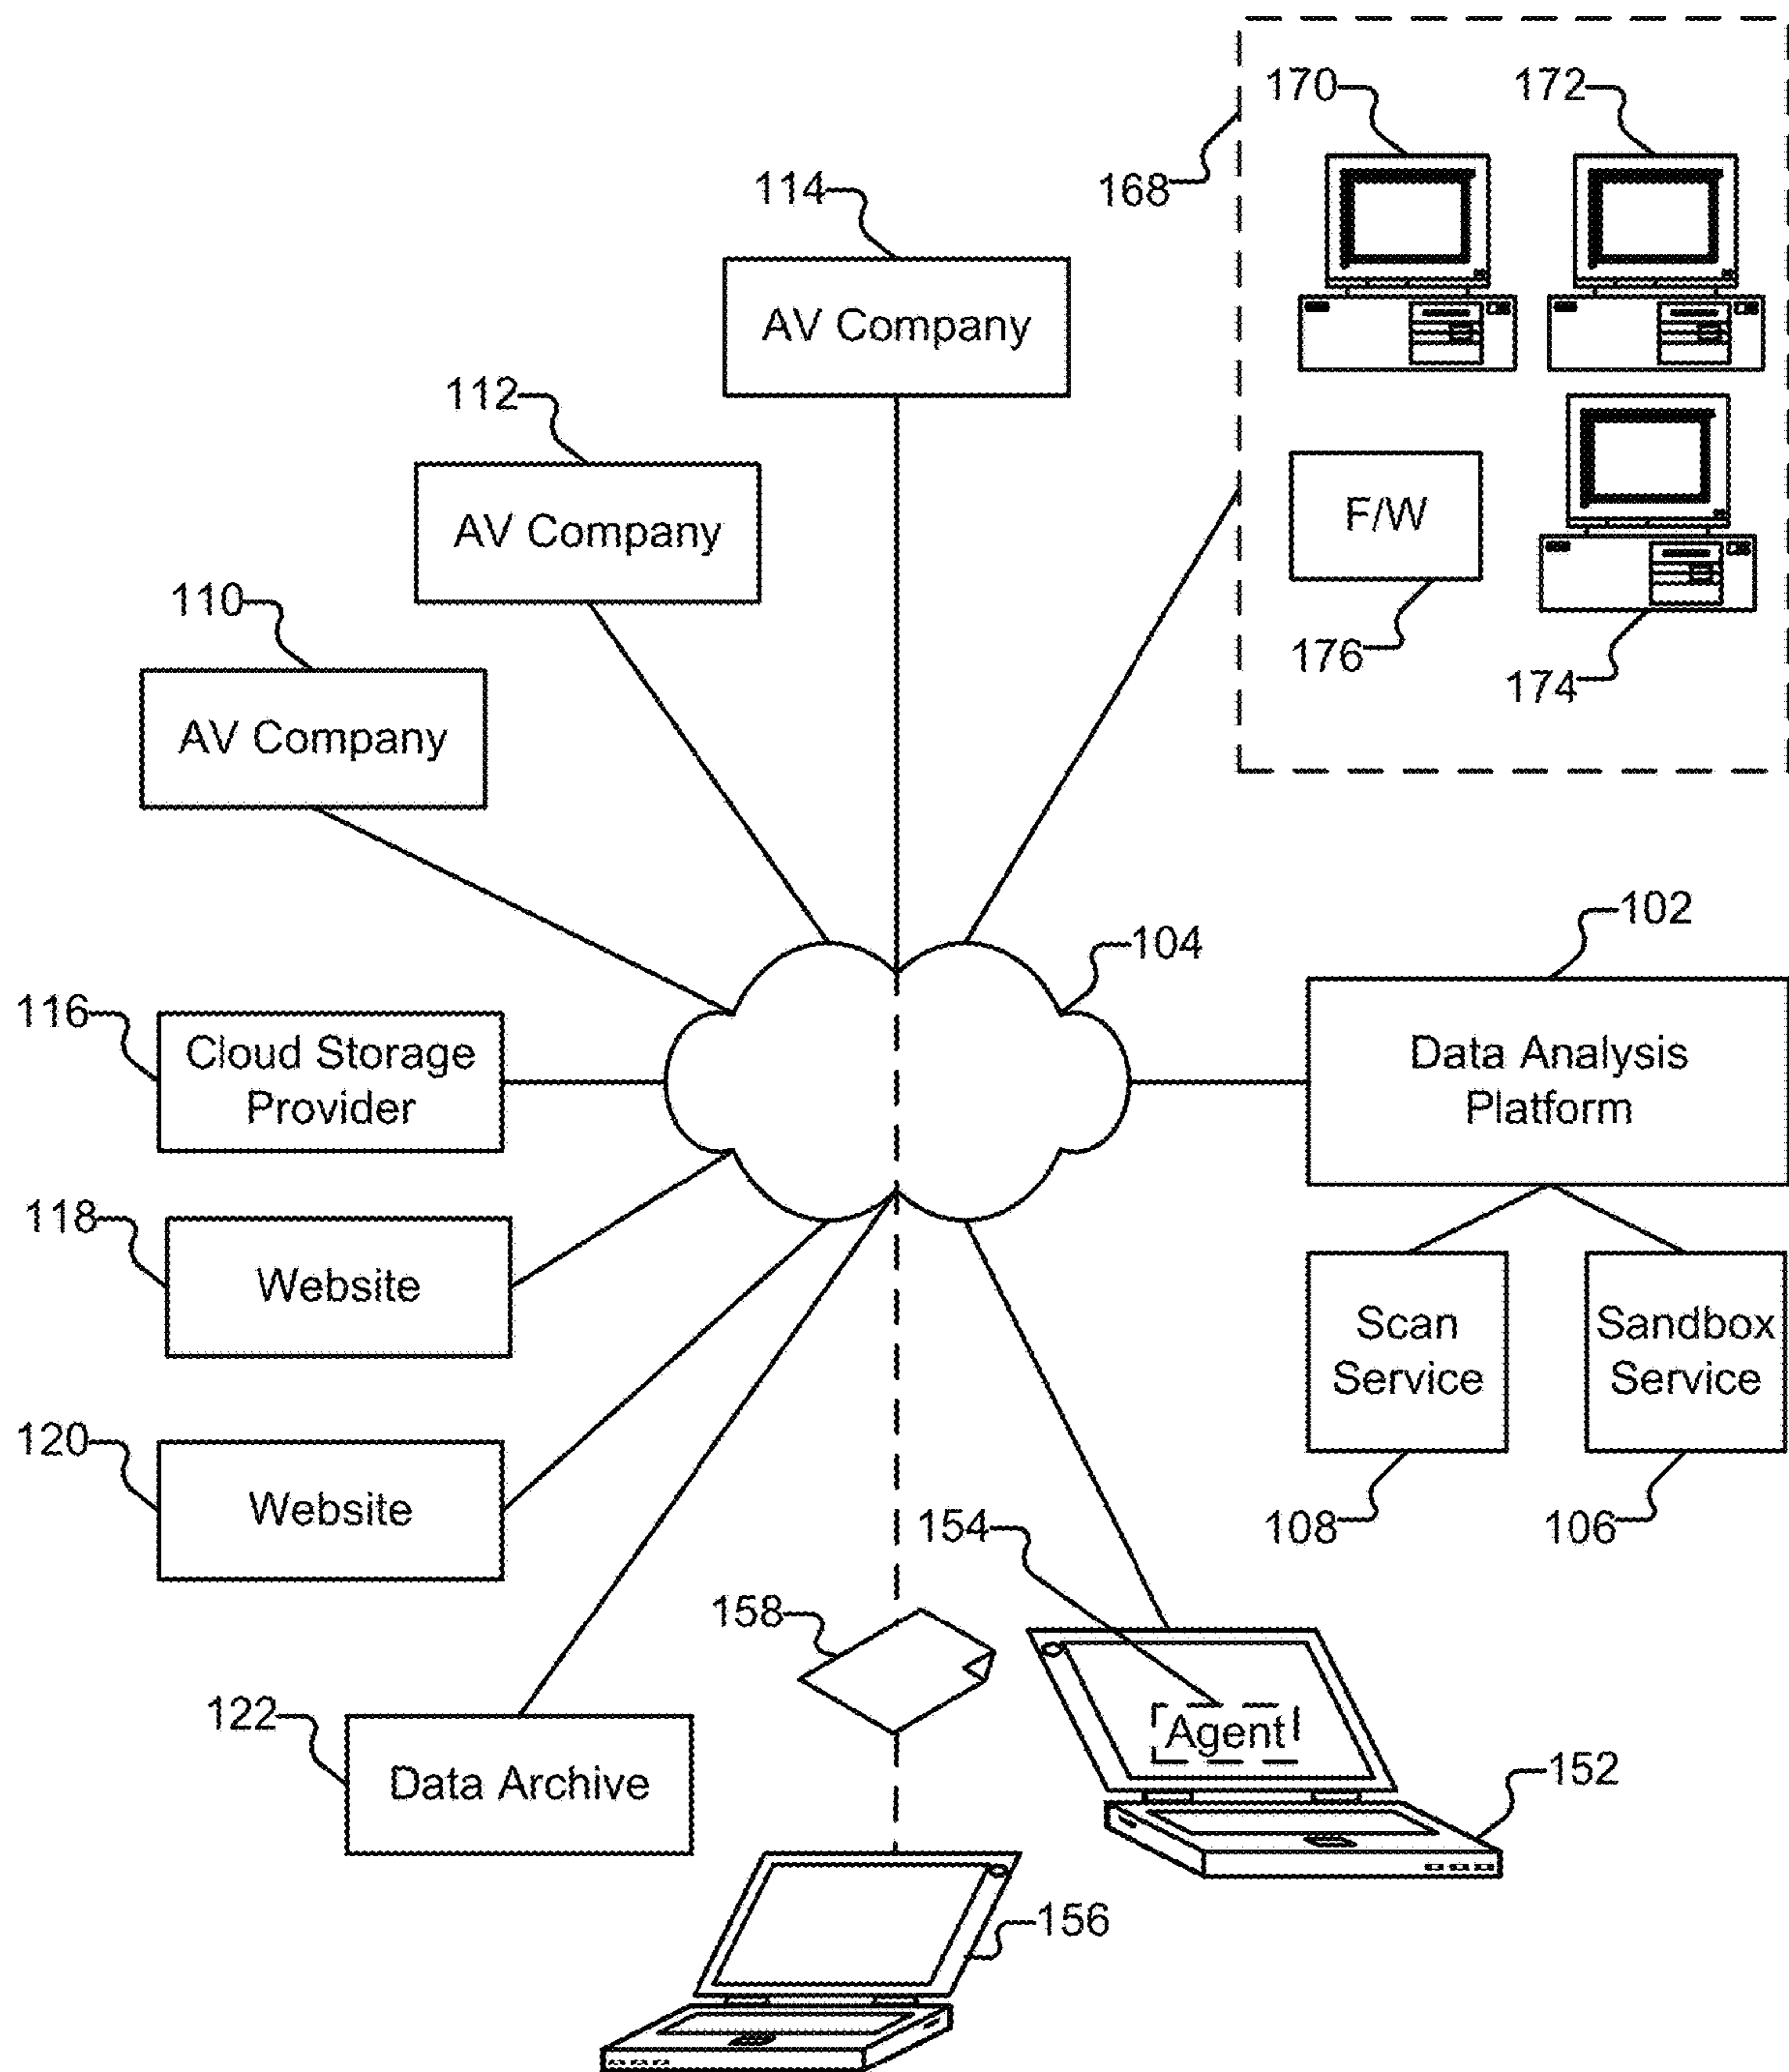 170
172
168
114
AV Company
112
AV Company
F/W
110
176
174
AV Company
102
104
116
Cloud Storage
Provider
Data Analysis
Platform
118
Website
Scan
Service
Sandbox
Service
120
Website
108
106
154
158
122
Agent
Data Archive
152
156